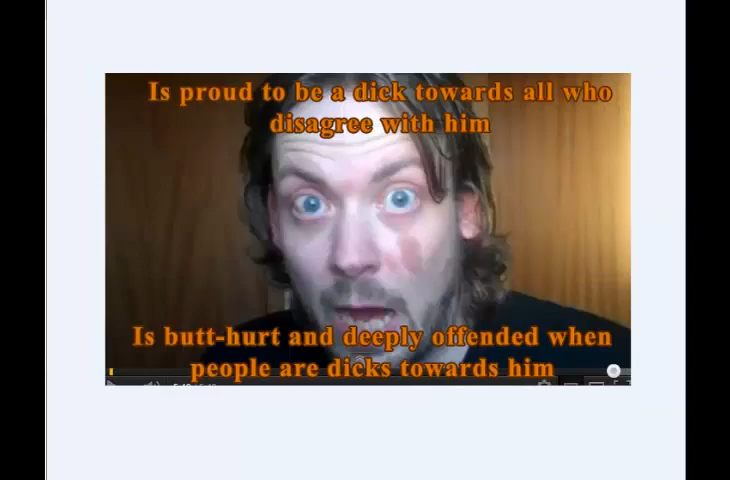 Is proud to be a dick towards all who
disagree with him
Is butt-hurt and deeply offended when
people are dicks towards him